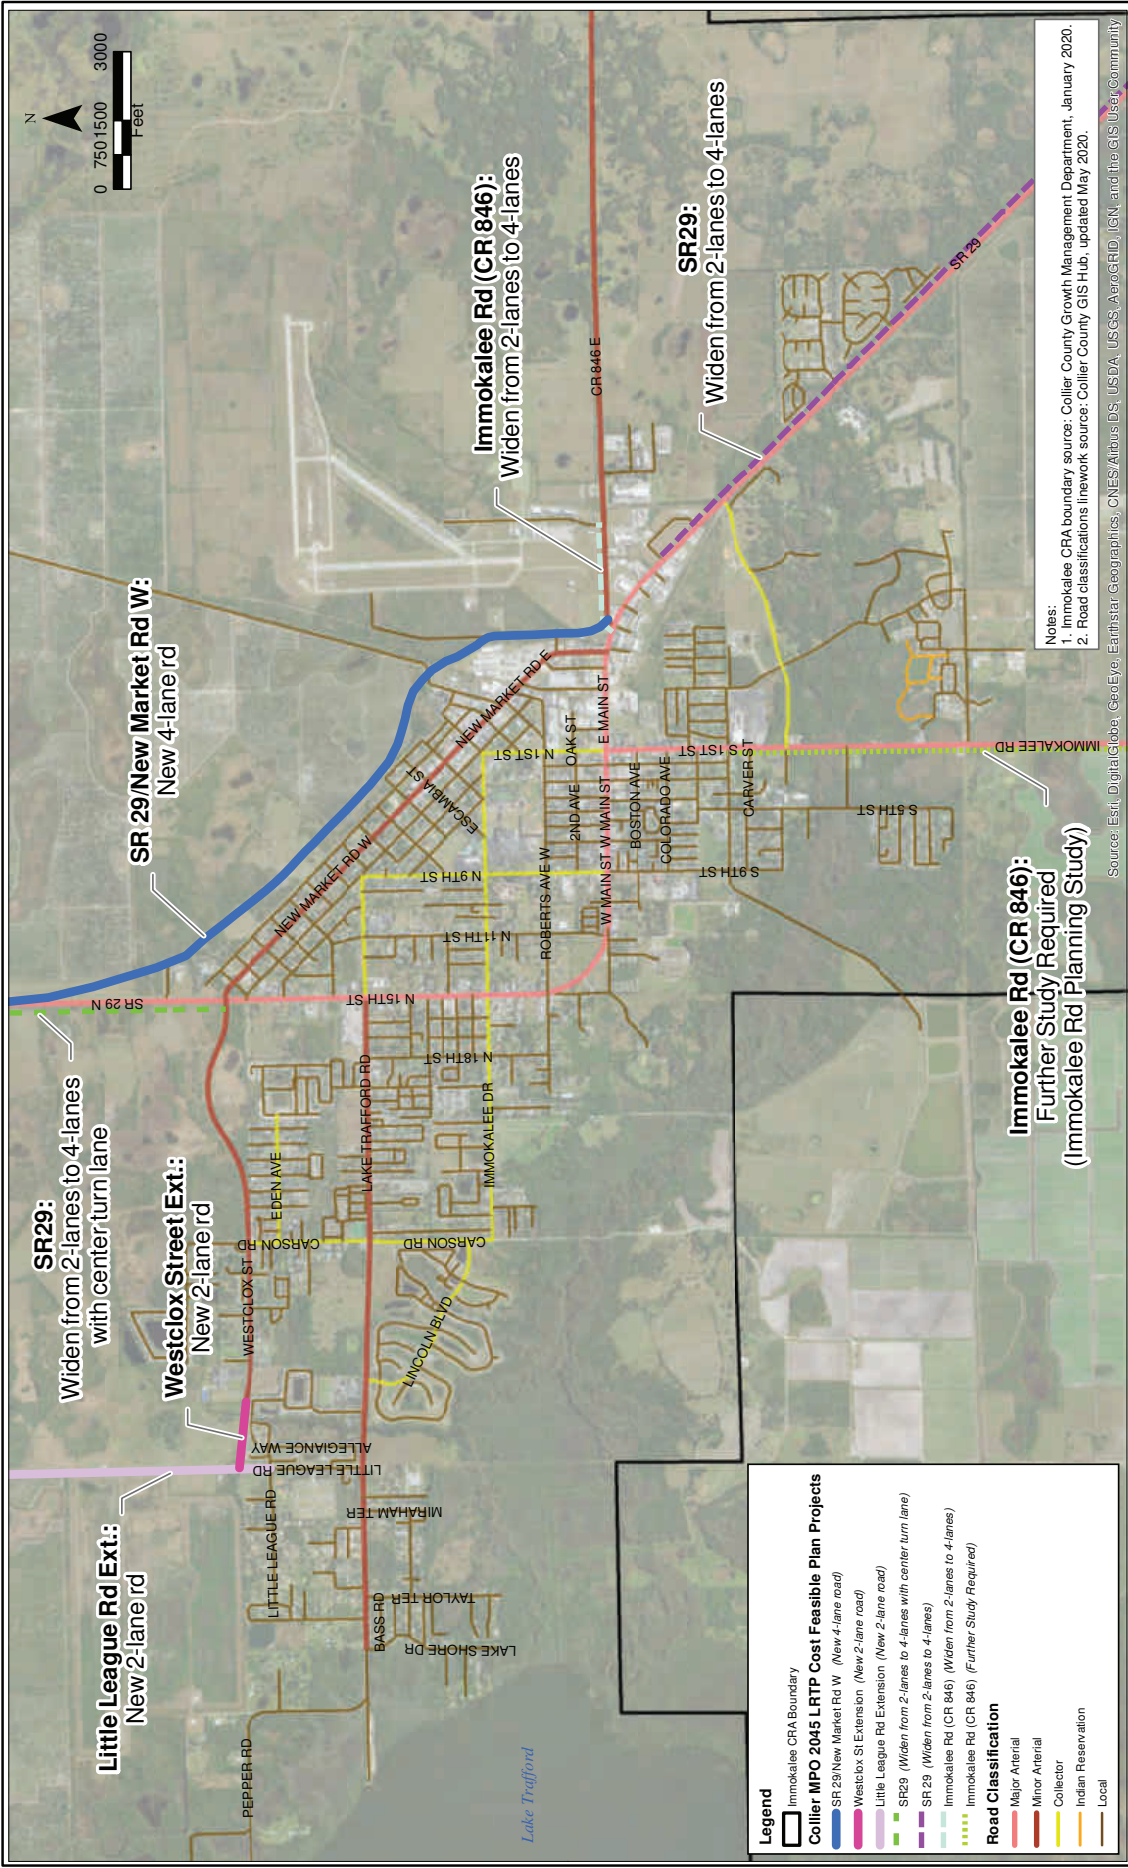 N
0 750 1500 3000
Feet
SR29:
Widen from 2-lanes to 4-lanes
with center turn lane
SR 29/New Market Rd W:
New 4-lane rd
Little League Rd Ext.:
New 2-lane rd
Westclox Street Ext.:
New 2-lane rd
Immokalee Rd (CR 846):
Widen from 2-lanes to 4-lanes
SR29:
Widen from 2-lanes to 4-lanes
Immokalee Rd (CR 846):
Further Study Required
(Immokalee Rd Planning Study)
PEPPER RD
LITTLE LEAGUE RD
LITTLE LEAGUE RD
ALLEGIANCE WAY
WESTCLOX ST
CARSON RD
EDEN AVE
SR 29 N
NEW MARKET RD W
NEW MARKET RD E
ESCAMBIA ST
BASS RD
MIRAHAM TER
TAYLOR TER
LAKE SHORE DR
LAKE TRAFFORD RD
LINCOLN BLVD
CARSON RD
IMMOKALEE DR
N 18TH ST
N 15TH ST
N 11TH ST
N 9TH ST
N 1ST ST
ROBERTS AVE W
2ND AVE
OAK ST
W MAIN ST
W MAIN ST
E MAIN ST
BOSTON AVE
COLORADO AVE
S 9TH ST
S 1ST ST
CARVER ST
S 5TH ST
IMMOKALEE RD
CR 846 E
SR 29
Lake Trafford
Legend
Immokalee CRA Boundary
Collier MPO 2045 LRTP Cost Feasible Plan Projects
SR 29/New Market Rd W (New 4-lane road)
Westclox St Extension (New 2-lane road)
Little League Rd Extension (New 2-lane road)
SR29 (Widen from 2-lanes to 4-lanes with center turn lane)
SR 29 (Widen from 2-lanes to 4-lanes)
Immokalee Rd (CR 846) (Widen from 2-lanes to 4-lanes)
Immokalee Rd (CR 846) (Further Study Required)
Road Classification
Major Arterial
Minor Arterial
Collector
Indian Reservation
Local
Notes:
1. Immokalee CRA boundary source: Collier County Growth Management Department, January 2020.
2. Road classifications linework source: Collier County GIS Hub, updated May 2020.
Source: Esri, DigitalGlobe, GeoEye, Earthstar Geographics, CNES/Airbus DS, USDA, USGS, AeroGRID, IGN, and the GIS User Community